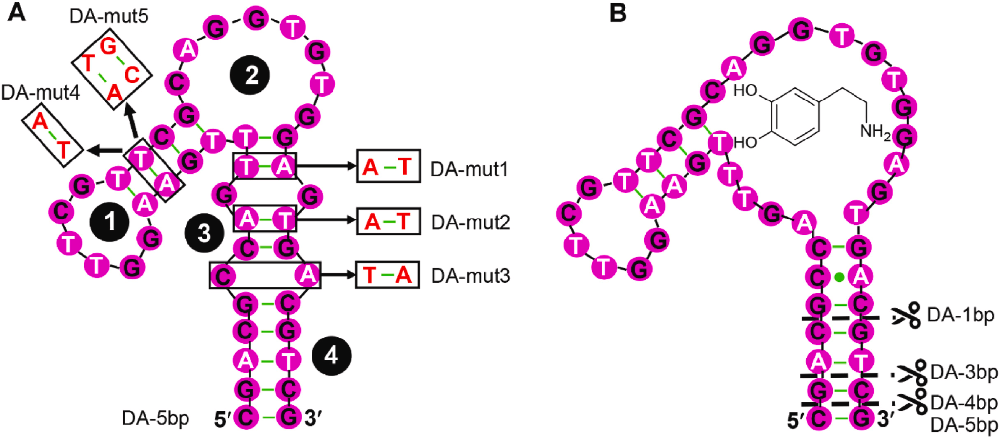 A
DA-mut5
G
T C
A
DA-mut4
A
T
G G T
A G
2
C T
G G
C T T G
T G T A A–T DA-mut1
G T A
G G
C A
1
A T A–T DA-mut2
3
T G
C G
T G
C A T–A DA-mut3
G C
C G
A T
4
G C
DA-5bp 5′ C G 3′
B
G G T
G
A T
C HO G
G
C T HO NH2 G
T G A
T T
G A T G
C A G T
A
T G C G
T G C A
G C DA-1bp
C G
A T DA-3bp
G C DA-4bp
5′ C G 3′ DA-5bp